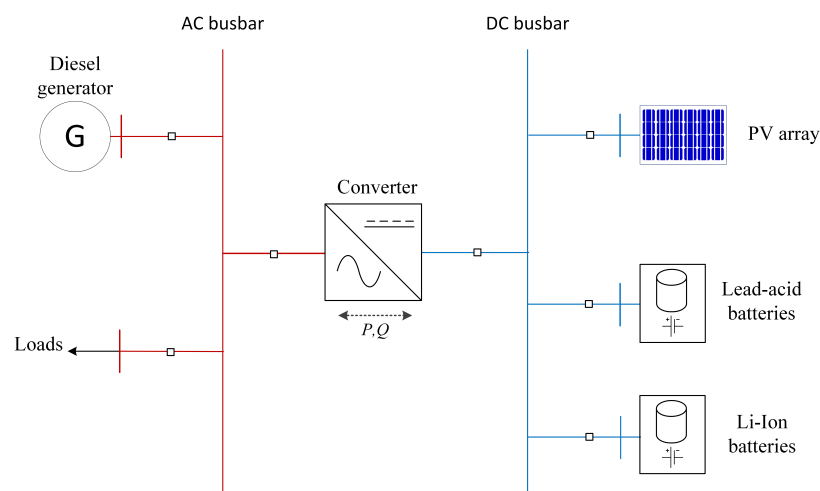 AC busbar
DC busbar
Diesel
generator
G
PV array
Converter
P,Q
Lead-acid
batteries
Loads
Li-Ion
batteries